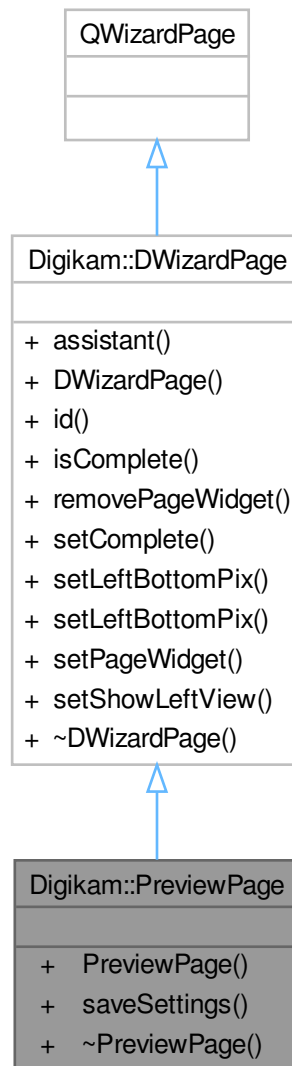 QWizardPage
Digikam::DWizardPage
+ assistant()
+ DWizardPage()
+ id()
+ isComplete()
+ removePageWidget()
+ setComplete()
+ setLeftBottomPix()
+ setLeftBottomPix()
+ setPageWidget()
+ setShowLeftView()
+ ~DWizardPage()
Digikam::PreviewPage
+ PreviewPage()
+ saveSettings()
+ ~PreviewPage()